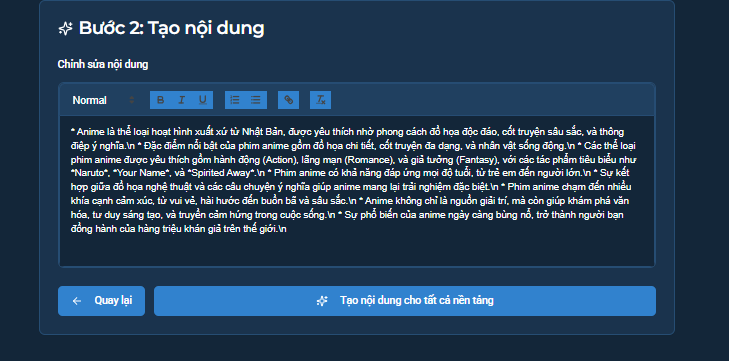 Bước 2: Tạo nội dung
Chỉnh sửa nội dung
Normal
B I U
* Anime là thể loại hoạt hình xuất xứ từ Nhật Bản, được yêu thích nhờ phong cách đồ họa độc đáo, cốt truyện sâu sắc, và thông
điệp ý nghĩa.\n * Đặc điểm nổi bật của phim anime gồm đồ họa chi tiết, cốt truyện đa dạng, và nhân vật sống động.\n * Các thể loại
phim anime được yêu thích gồm hành động (Action), lãng mạn (Romance), và giả tưởng (Fantasy), với các tác phẩm tiêu biểu như
*Naruto*, *Your Name*, và *Spirited Away*.\n * Phim anime có khả năng đáp ứng mọi độ tuổi, từ trẻ em đến người lớn.\n * Sự kết
hợp giữa đồ họa nghệ thuật và các câu chuyện ý nghĩa giúp anime mang lại trải nghiệm đặc biệt.\n * Phim anime chạm đến nhiều
khía cạnh cảm xúc, từ vui vẻ, hài hước đến buồn bã và sâu sắc.\n * Anime không chỉ là nguồn giải trí, mà còn giúp khám phá văn
hóa, tư duy sáng tạo, và truyền cảm hứng trong cuộc sống.\n * Sự phổ biến của anime ngày càng bùng nổ, trở thành người bạn
đồng hành của hàng triệu khán giả trên thế giới.\n
Quay lại
Tạo nội dung cho tất cả nền tảng